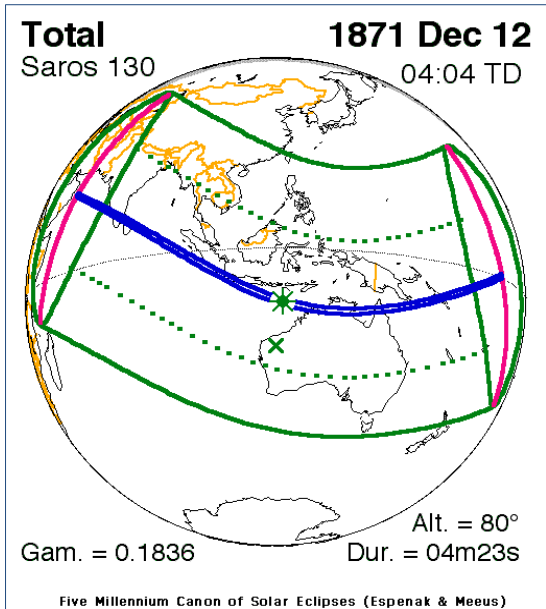 Total 1871 Dec 12
Saros 130 04:04 TD
Alt. = 80°
Gam. = 0.1836 Dur. = 04m23s
Five Millennium Canon of Solar Eclipses (Espenak & Meeus)